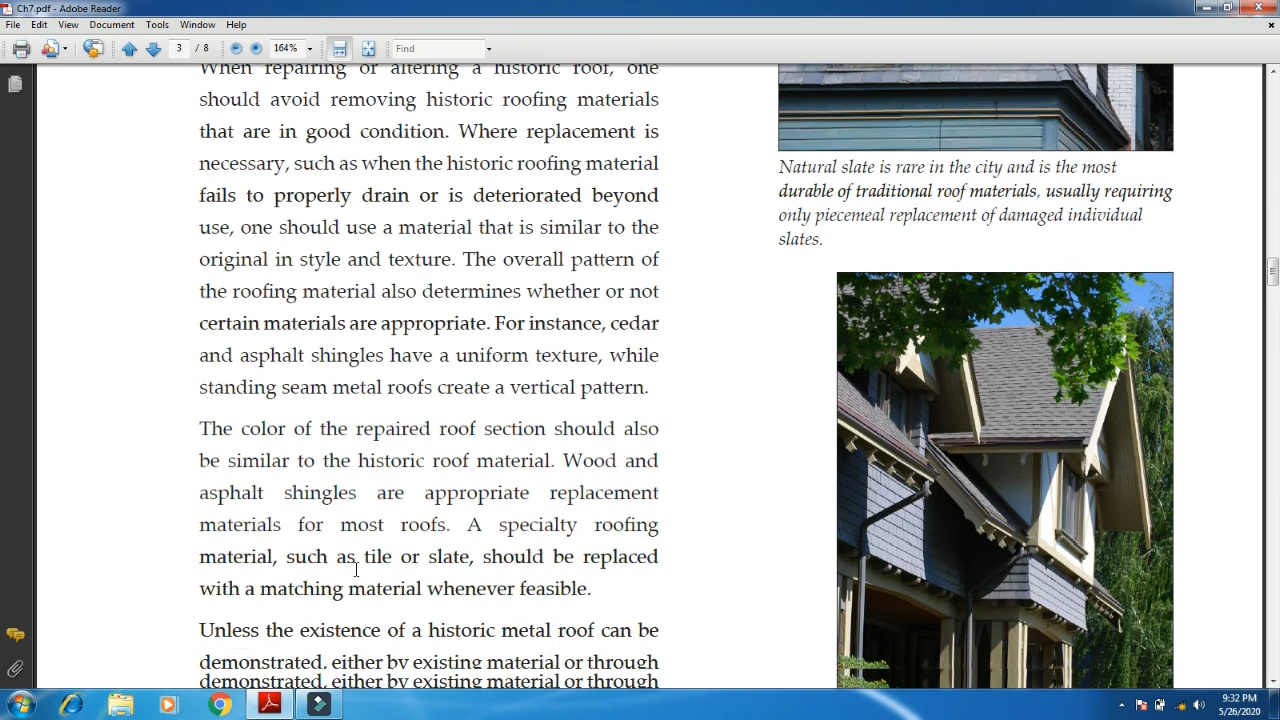 Ch7.pdf - Adobe Reader
File Edit View Document Tools Window Help
3 / 8 164% Find
When repairing or altering a historic roof, one
should avoid removing historic roofing materials
that are in good condition. Where replacement is
necessary, such as when the historic roofing material
fails to properly drain or is deteriorated beyond
use, one should use a material that is similar to the
original in style and texture. The overall pattern of
the roofing material also determines whether or not
certain materials are appropriate. For instance, cedar
and asphalt shingles have a uniform texture, while
standing seam metal roofs create a vertical pattern.
The color of the repaired roof section should also
be similar to the historic roof material. Wood and
asphalt shingles are appropriate replacement
materials for most roofs. A specialty roofing
material, such as tile or slate, should be replaced
with a matching material whenever feasible.
Unless the existence of a historic metal roof can be
demonstrated, either by existing material or through
demonstrated, either by existing material or through
Natural slate is rare in the city and is the most
durable of traditional roof materials, usually requiring
only piecemeal replacement of damaged individual
slates.
9:32 PM
5/26/2020